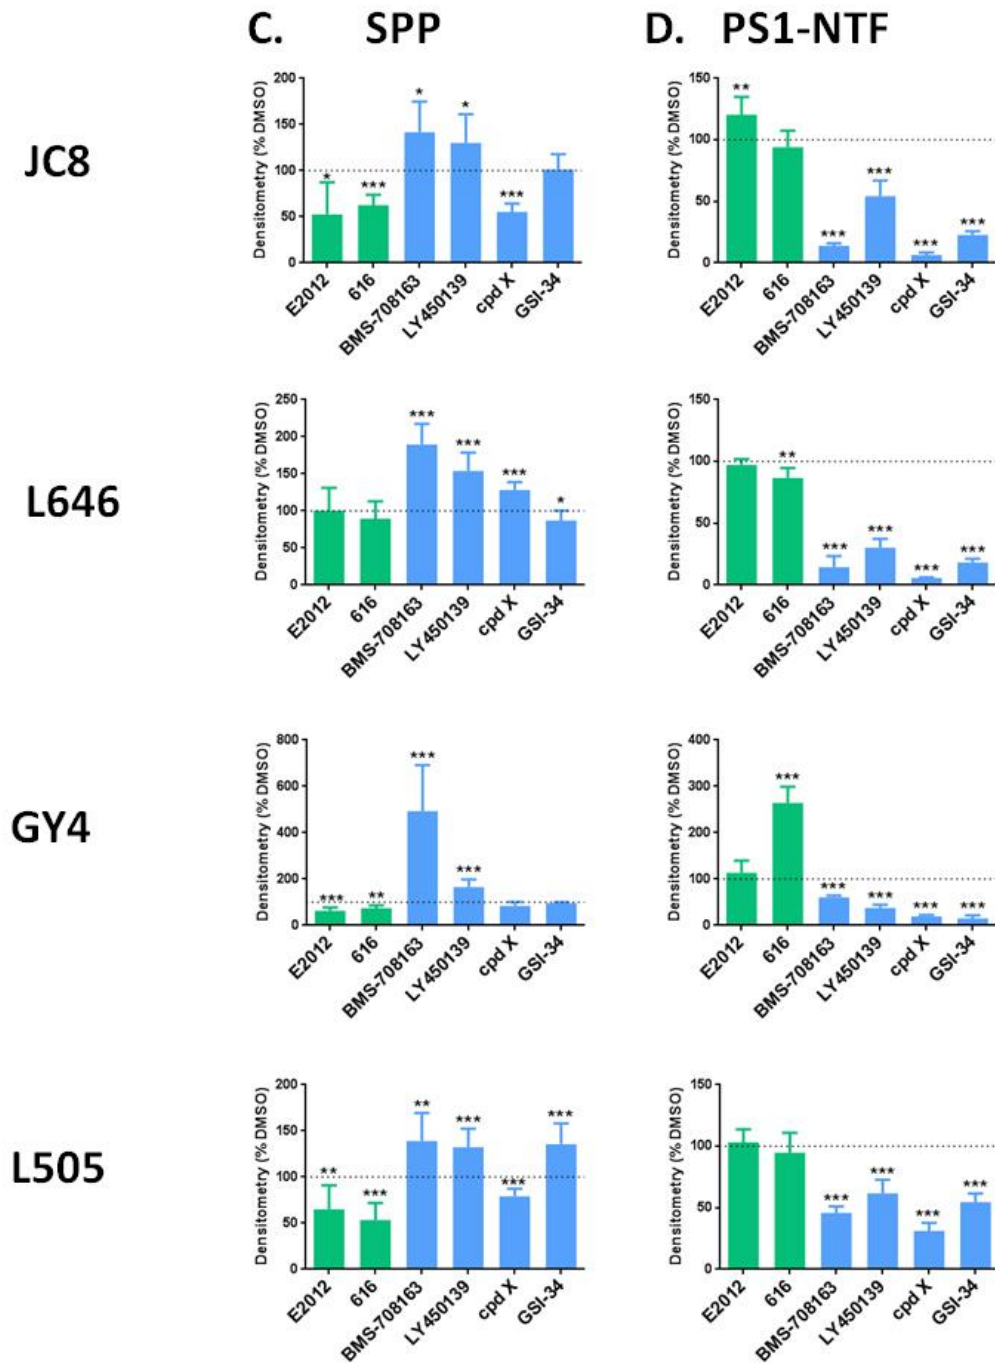 C. SPP
D. PS1-NTF
JC8
Densitometry (% DMSO)
200
150
100
50
0
* *** * * ***
E2012 616 BMS-708163 LY450139 cpd X GSI-34
Densitometry (% DMSO)
150
100
50
0
** *** *** *** ***
E2012 616 BMS-708163 LY450139 cpd X GSI-34
L646
Densitometry (% DMSO)
250
200
150
100
50
0
*** *** *** *
E2012 616 BMS-708163 LY450139 cpd X GSI-34
Densitometry (% DMSO)
150
100
50
0
** *** *** *** ***
E2012 616 BMS-708163 LY450139 cpd X GSI-34
GY4
Densitometry (% DMSO)
800
600
400
200
0
*** ** *** ***
E2012 616 BMS-708163 LY450139 cpd X GSI-34
Densitometry (% DMSO)
400
300
200
100
0
*** *** *** *** ***
E2012 616 BMS-708163 LY450139 cpd X GSI-34
L505
Densitometry (% DMSO)
200
150
100
50
0
** *** ** *** *** ***
E2012 616 BMS-708163 LY450139 cpd X GSI-34
Densitometry (% DMSO)
150
100
50
0
*** *** *** ***
E2012 616 BMS-708163 LY450139 cpd X GSI-34